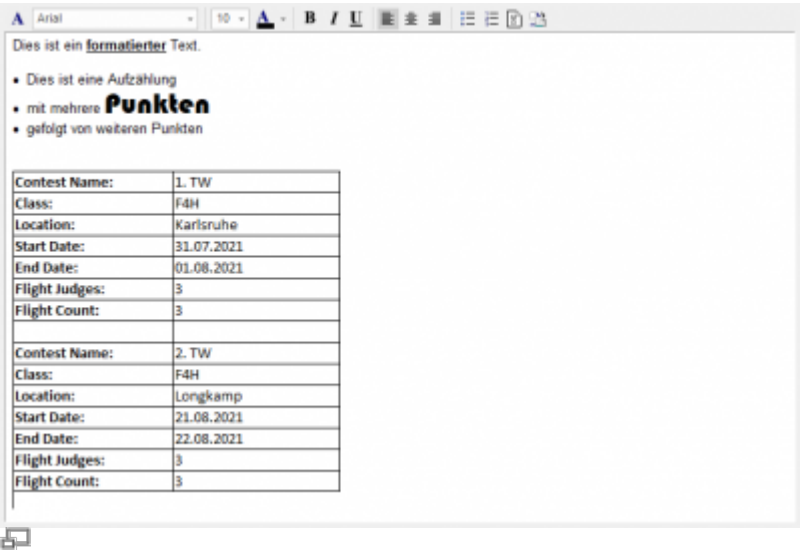 A Arial 10 A B I U
Dies ist ein formatierter Text.
• Dies ist eine Aufzählung
• mit mehrere Punkten
• gefolgt von weiteren Punkten
Contest Name: 1. TW
Class: F4H
Location: Karlsruhe
Start Date: 31.07.2021
End Date: 01.08.2021
Flight Judges: 3
Flight Count: 3
Contest Name: 2. TW
Class: F4H
Location: Longkamp
Start Date: 21.08.2021
End Date: 22.08.2021
Flight Judges: 3
Flight Count: 3